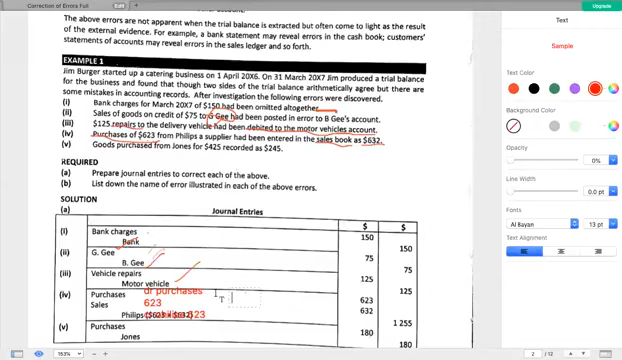 Correction of Errors Full
Upgrade
The above errors are not apparent when the trial balance is extracted but often come to light as the result
of the external evidence. For example, a bank statement may reveal errors in the cash book; customers'
statements of accounts may reveal errors in the sales ledger and so forth.
EXAMPLE 1
Jim Burger started up a catering business on 1 April 20X6. On 31 March 20X7 Jim produced a trial balance
for the business and found that though two sides of the trial balance arithmetically agree but there are
some mistakes in accounting records. After investigation the following errors were discovered.
(i) Bank charges for March 20X7 of $150 had been omitted altogether.
(ii) Sales of goods on credit of $75 to G Gee had been posted in error to B Gee's account.
(iii) $125 repairs to the delivery vehicle had been debited to the motor vehicles account.
(iv) Purchases of $623 from Philips a supplier had been entered in the sales book as $632.
(v) Goods purchased from Jones for $425 recorded as $245.
REQUIRED
(a) Prepare journal entries to correct each of the above.
(b) List down the name of error illustrated in each of the above errors.
SOLUTION
(a) Journal Entries
$ $
(i) Bank charges 150
Bank 150
(ii) G. Gee 75
B. Gee 75
(iii) Vehicle repairs 125
Motor vehicle 125
(iv) Purchases 623
dr purchases
Sales 632
623
Philips ($623 + $632) 1 255
(v) Purchases 180
Jones 180
Text
Sample
Text Color
Background Color
Opacity
0%
Line Width
0.0 pt
Fonts
Al Bayan
13 pt
Text Alignment
153%
2 / 12